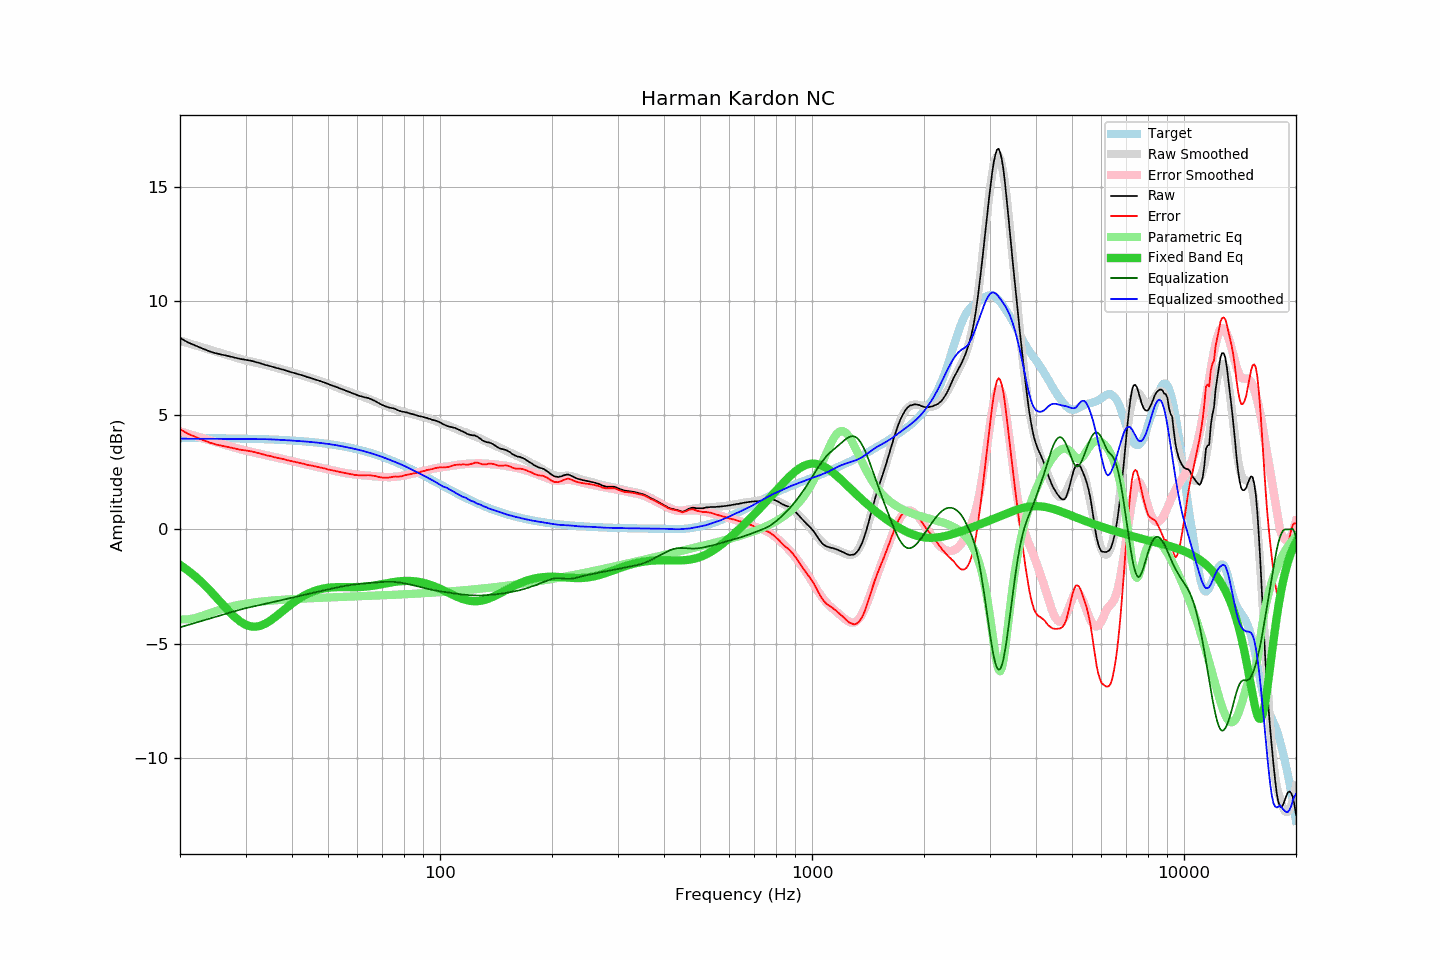 Harman Kardon NC
Target
Raw Smoothed
Error Smoothed
Raw
Error
Parametric Eq
Fixed Band Eq
Equalization
Equalized smoothed
15
10
5
0
−5
−10
Amplitude (dBr)
100
1000
10000
Frequency (Hz)